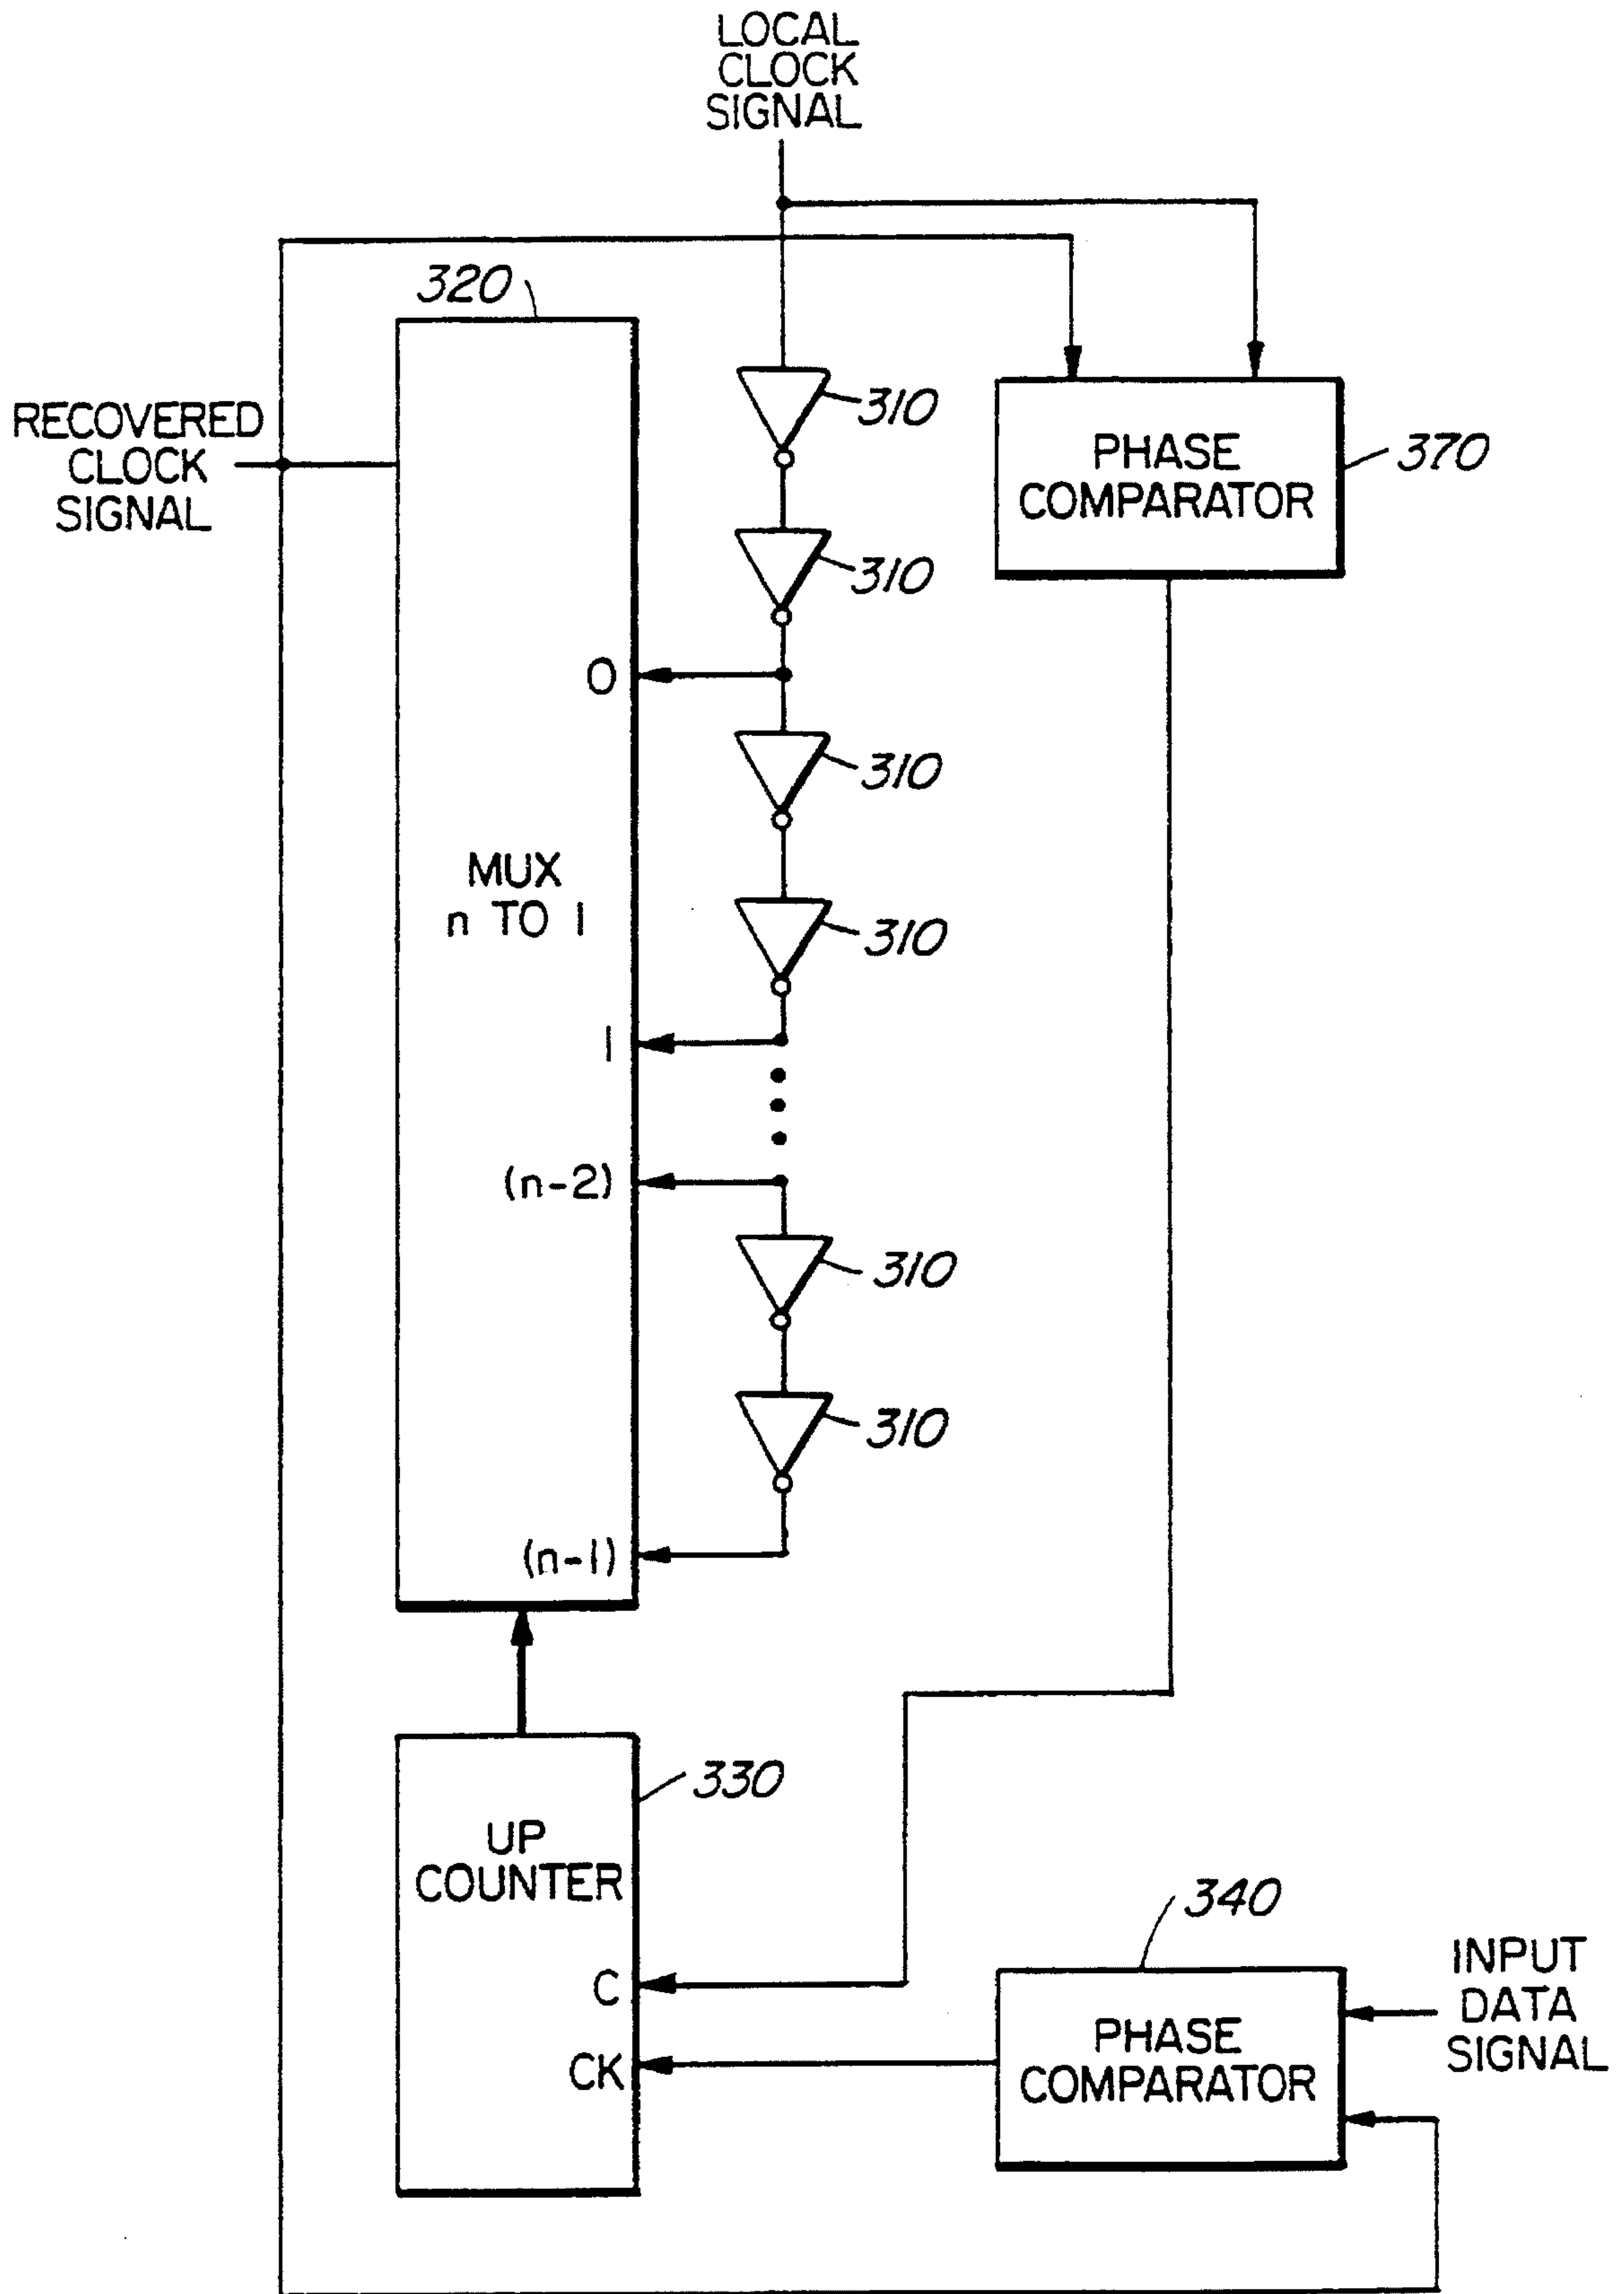 LOCAL
CLOCK
SIGNAL
320
310
RECOVERED
CLOCK
SIGNAL
PHASE
COMPARATOR
370
310
0
310
MUX
n TO 1
310
1
(n-2)
310
310
(n-1)
330
UP
COUNTER
340
C
CK
PHASE
COMPARATOR
INPUT
DATA
SIGNAL